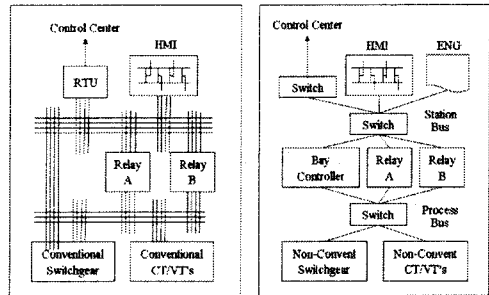 Control Center
HMI
RTU
Relay
A
Relay
B
Conventional
Switchgear
Conventional
CT/VT's
Control Center
HMI
ENG
Switch
Station
Bus
Switch
Bay
Controller
Relay
A
Relay
B
Switch
Process
Bus
Non-Convent
Switchgear
Non-Convent
CT/VT's